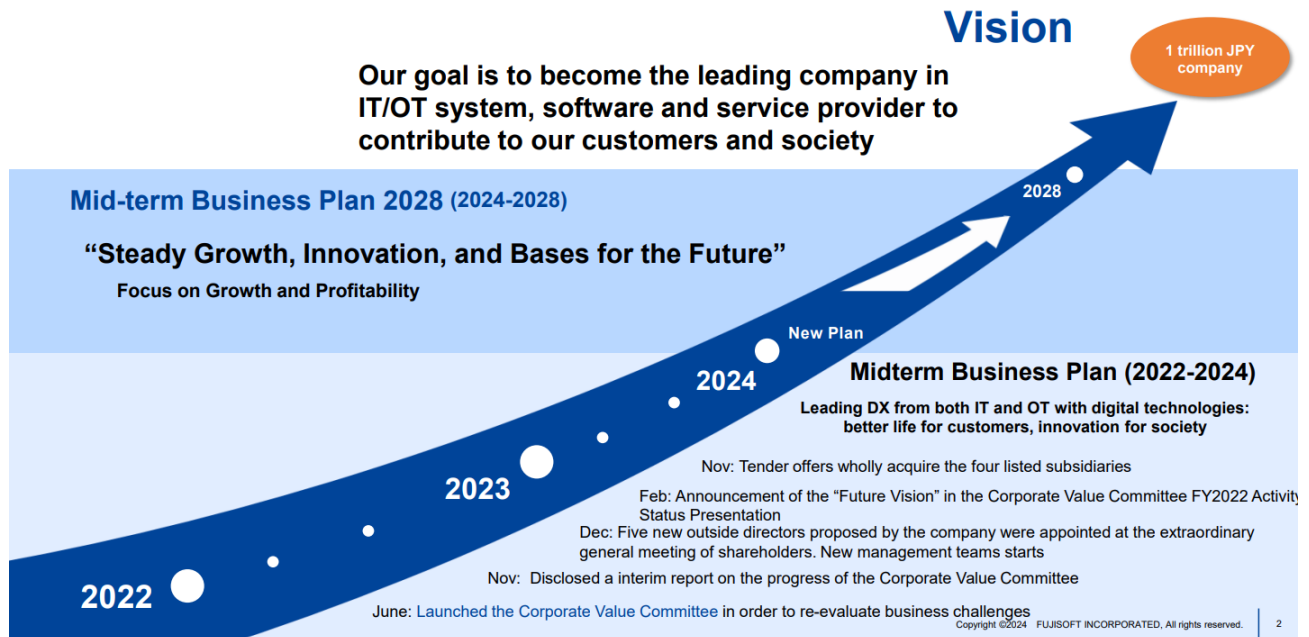 Vision
1 trillion JPY
company
Our goal is to become the leading company in
IT/OT system, software and service provider to
contribute to our customers and society
Mid-term Business Plan 2028 (2024-2028)
“Steady Growth, Innovation, and Bases for the Future”
Focus on Growth and Profitability
2028
New Plan
2024
Midterm Business Plan (2022-2024)
Leading DX from both IT and OT with digital technologies:
better life for customers, innovation for society
Nov: Tender offers wholly acquire the four listed subsidiaries
2023
Feb: Announcement of the “Future Vision” in the Corporate Value Committee FY2022 Activity
Status Presentation
Dec: Five new outside directors proposed by the company were appointed at the extraordinary
general meeting of shareholders. New management teams starts
Nov: Disclosed a interim report on the progress of the Corporate Value Committee
2022
June: Launched the Corporate Value Committee in order to re-evaluate business challenges
Copyright ©2024 FUJISOFT INCORPORATED, All rights reserved.
2